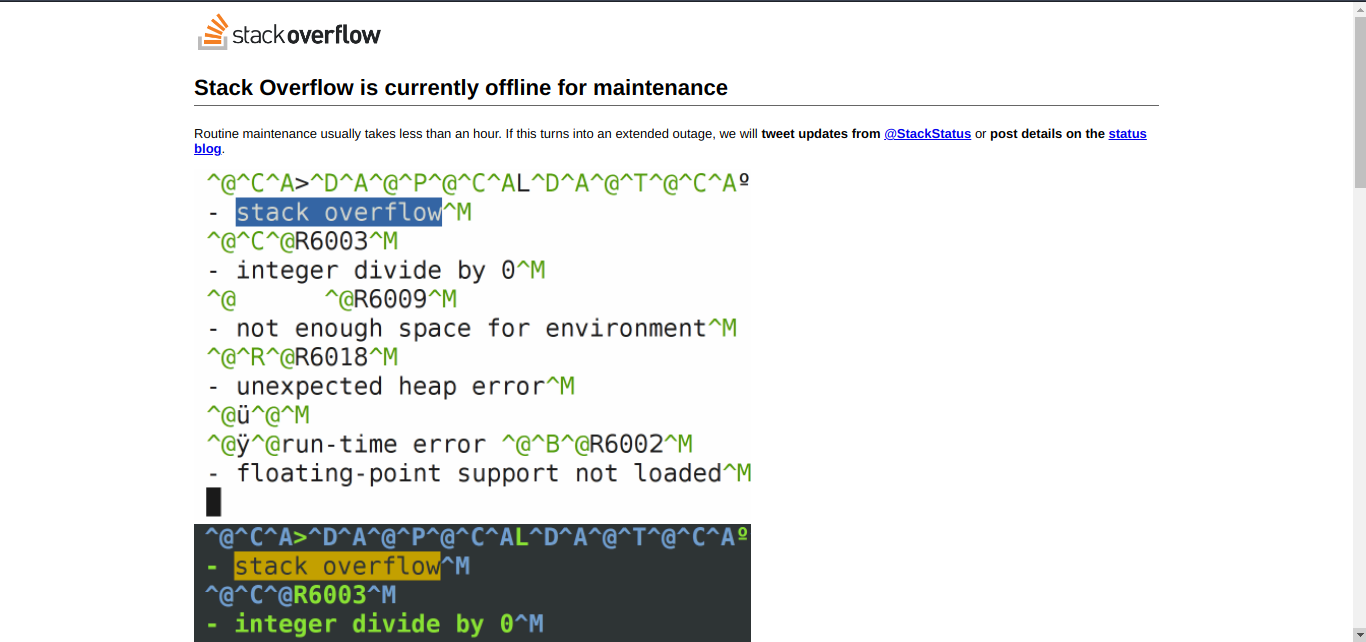 stackoverflow
Stack Overflow is currently offline for maintenance
Routine maintenance usually takes less than an hour. If this turns into an extended outage, we will tweet updates from @StackStatus or post details on the status
blog.
^@^C^A>^D^A^@^P^@^C^AL^D^A^@^T^@^C^Aº
- stack overflow^M
^@^C^@R6003^M
- integer divide by 0^M
^@      ^@R6009^M
- not enough space for environment^M
^@^R^@R6018^M
- unexpected heap error^M
^@ü^@^M
^@ÿ^@run-time error ^@^B^@R6002^M
- floating-point support not loaded^M
^@^C^A>^D^A^@^P^@^C^AL^D^A^@^T^@^C^Aº
- stack overflow^M
^@^C^@R6003^M
- integer divide by 0^M